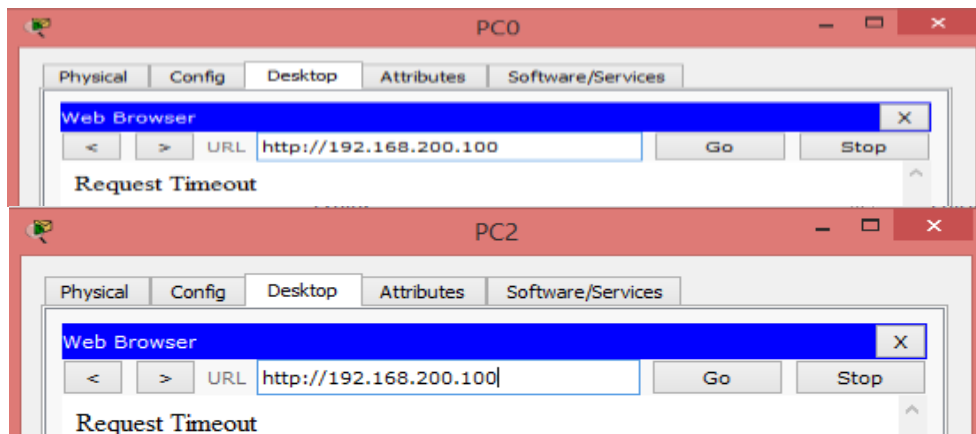 PC0
Physical Config Desktop Attributes Software/Services
Web Browser X
< > URL http://192.168.200.100 Go Stop
Request Timeout
PC2
Physical Config Desktop Attributes Software/Services
Web Browser X
< > URL http://192.168.200.100 Go Stop
Request Timeout